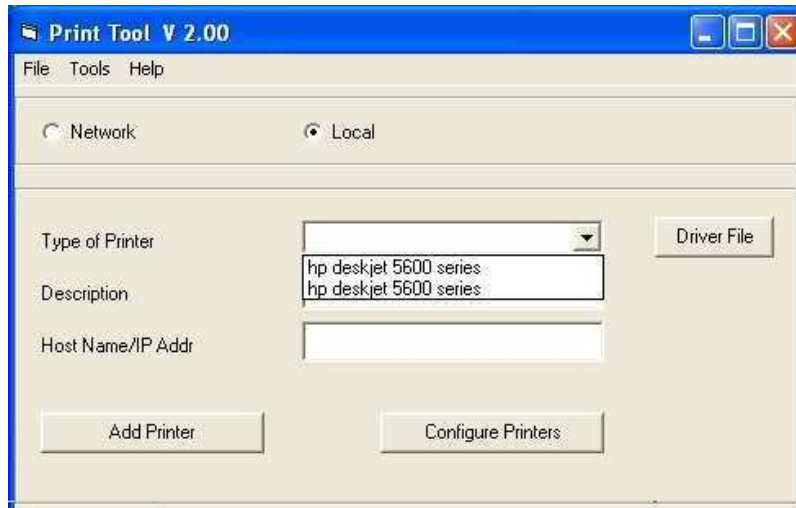 Print Tool V 2.00
File Tools Help
Network Local
Type of Printer Driver File
hp deskjet 5600 series
hp deskjet 5600 series
Description
Host Name/IP Addr
Add Printer Configure Printers